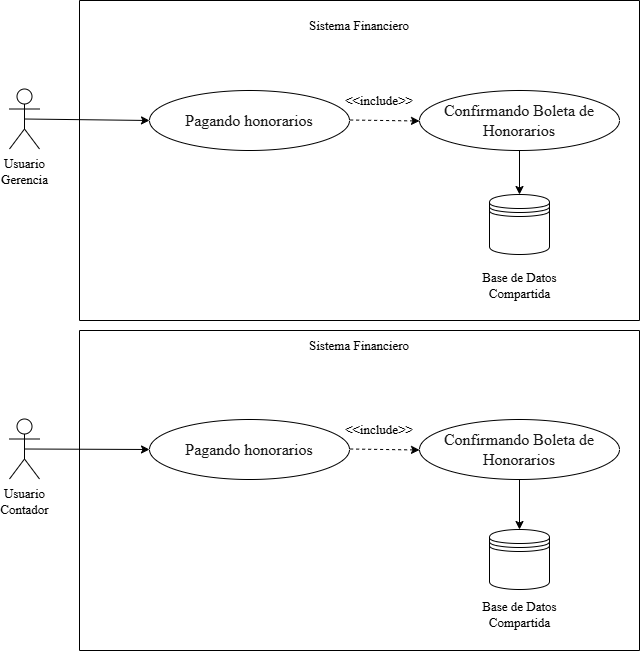 Sistema Financiero
<<include>>
Pagando honorarios
Confirmando Boleta de
Honorarios
Usuario
Gerencia
Base de Datos
Compartida
Sistema Financiero
<<include>>
Pagando honorarios
Confirmando Boleta de
Honorarios
Usuario
Contador
Base de Datos
Compartida